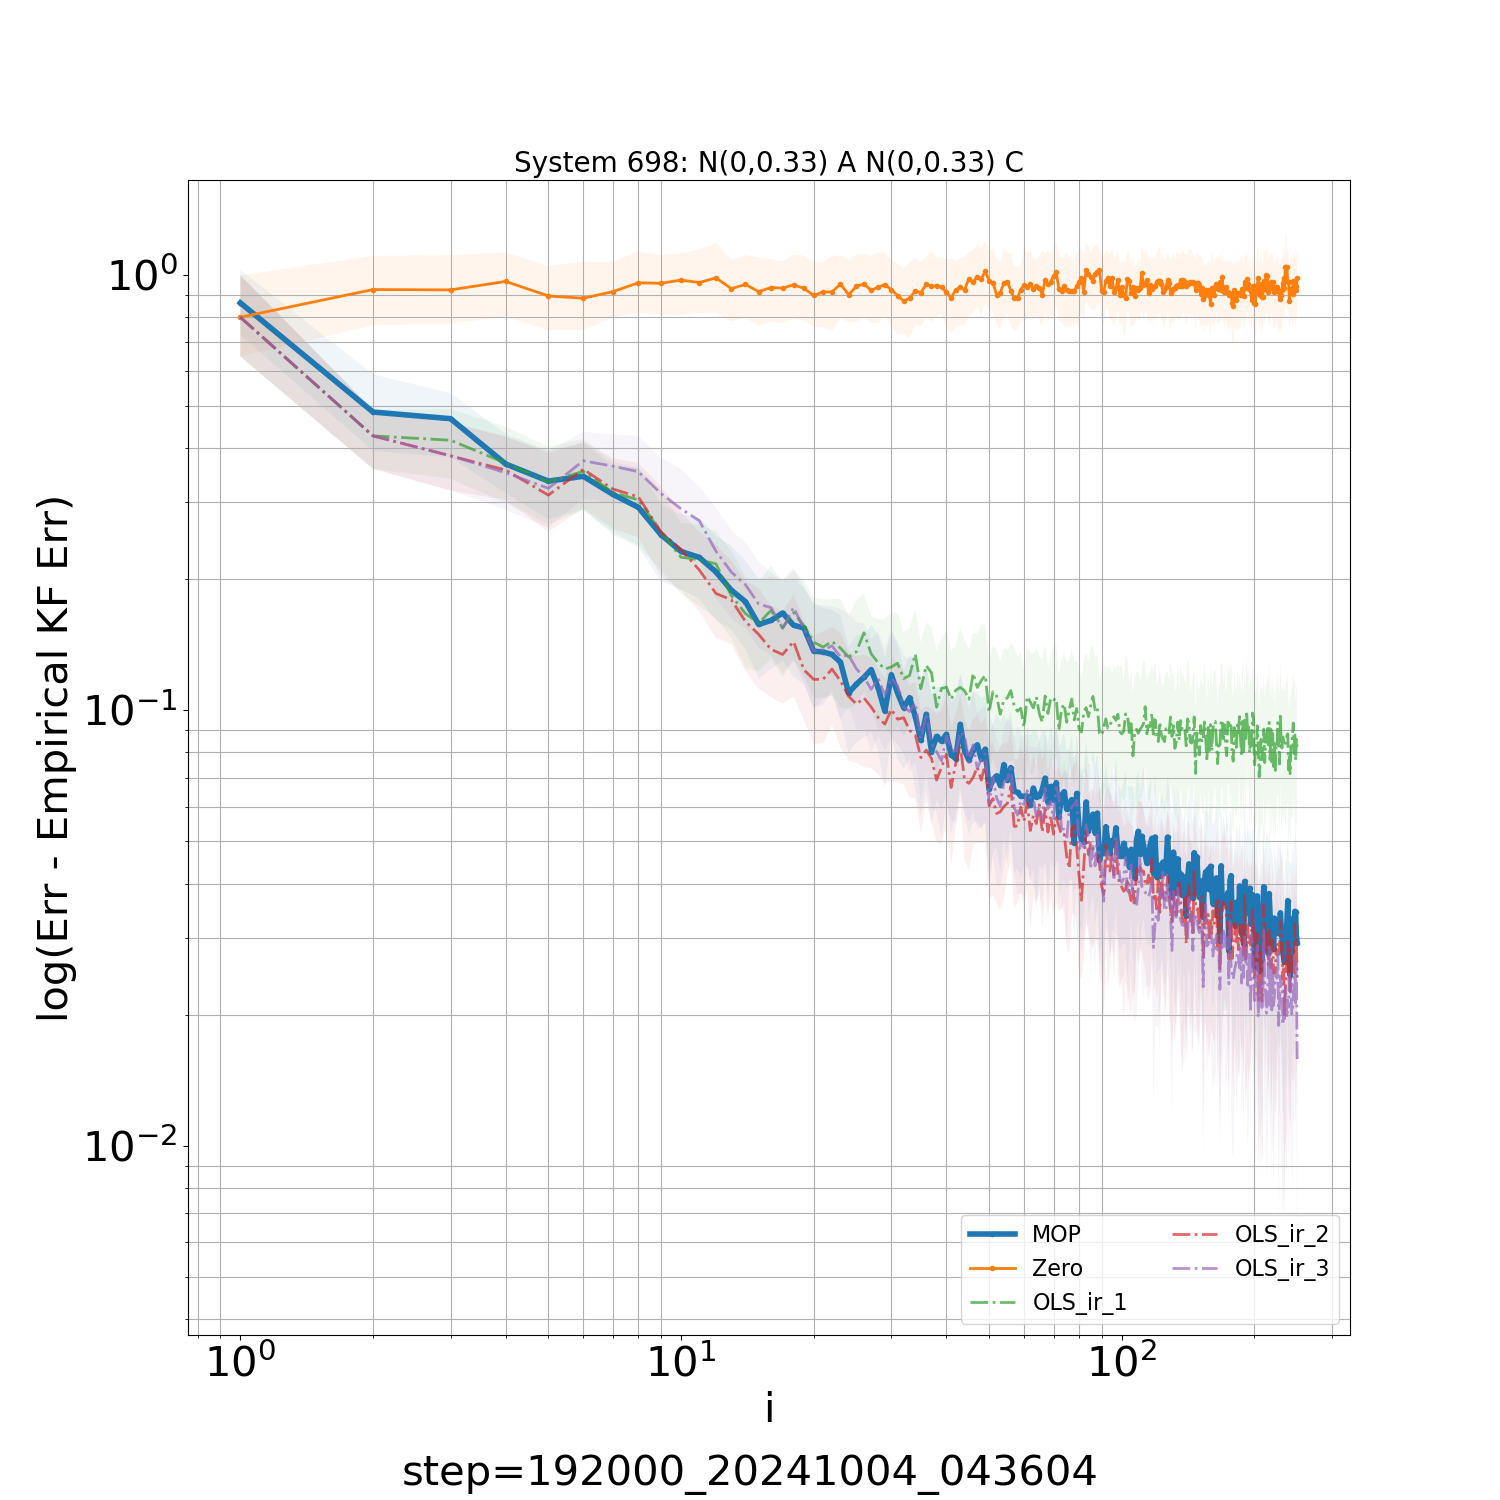 System 698: N(0,0.33) A N(0,0.33) C
log(Err - Empirical KF Err)
10⁰
10⁻¹
10⁻²
MOP
Zero
OLS_ir_1
OLS_ir_2
OLS_ir_3
10⁰ 10¹ 10²
i
step=192000_20241004_043604